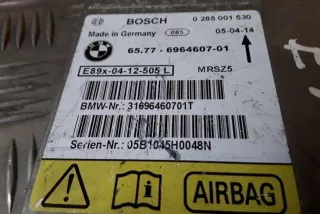 BOSCH 0 285 001 530
Made in Germany 085 05-04-14
65.77 - 6964607-01
E89x-04-12-505 L MRSZ5
BMW-Nr.: 31696460701T
Serien-Nr.: 05B1045H0048N
AIRBAG